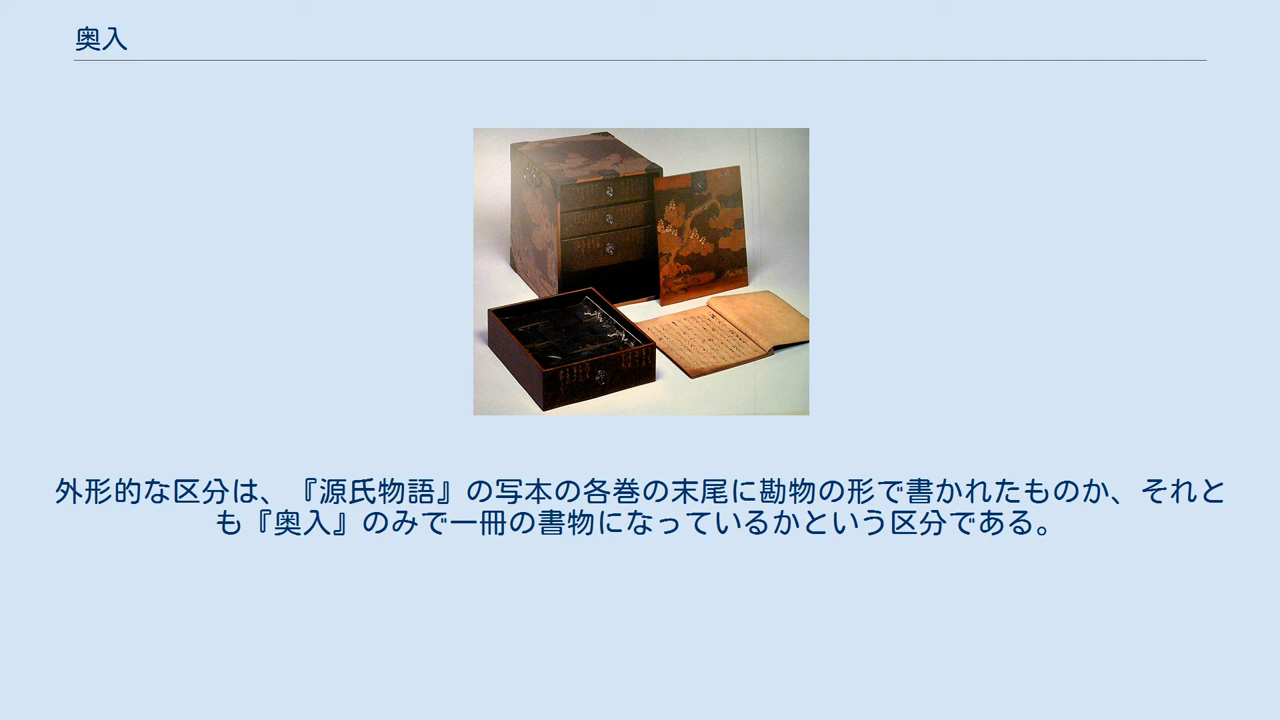 奥入
外形的な区分は、『源氏物語』の写本の各巻の末尾に勘物の形で書かれたものか、それと
も『奥入』のみで一冊の書物になっているかという区分である。